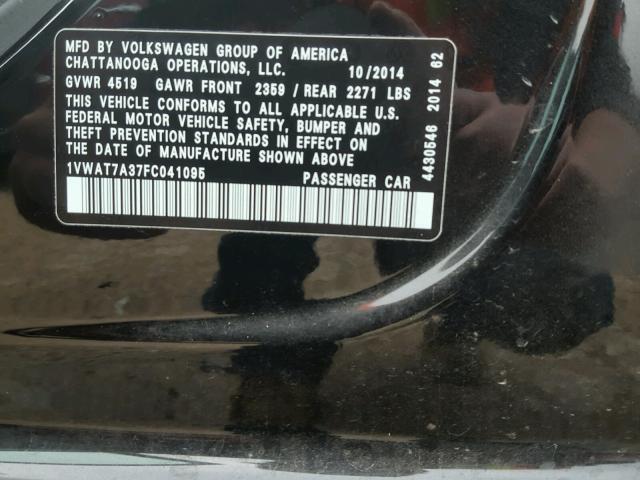 MFD BY VOLKSWAGEN GROUP OF AMERICA
CHATTANOOGA OPERATIONS, LLC. 10/2014
GVWR 4519 GAWR FRONT 2359 / REAR 2271 LBS
THIS VEHICLE CONFORMS TO ALL APPLICABLE U.S.
FEDERAL MOTOR VEHICLE SAFETY, BUMPER AND
THEFT PREVENTION STANDARDS IN EFFECT ON
THE DATE OF MANUFACTURE SHOWN ABOVE.
1VWAT7A37FC041095 PASSENGER CAR
4430546 2014 62